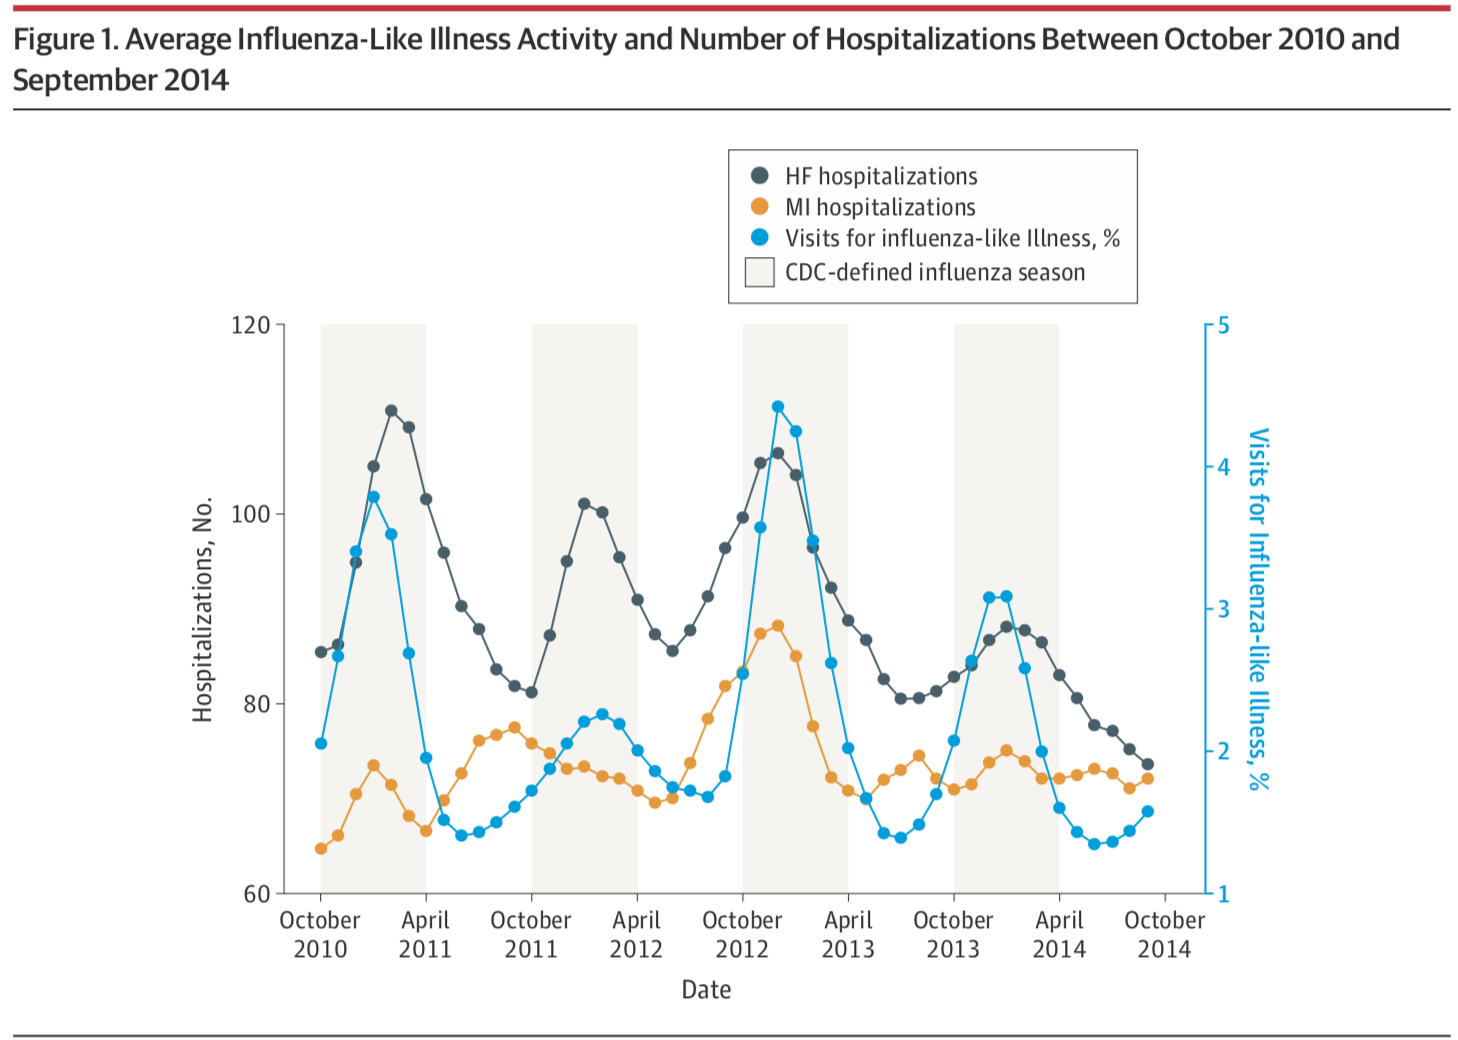 Figure 1. Average Influenza-Like Illness Activity and Number of Hospitalizations Between October 2010 and
September 2014
HF hospitalizations
MI hospitalizations
Visits for influenza-like Illness, %
CDC-defined influenza season
Hospitalizations, No.
120
100
80
60
5
4
3
2
1
Visits for Influenza-like Illness, %
October April October April October April October April October
2010 2011 2011 2012 2012 2013 2013 2014 2014
Date